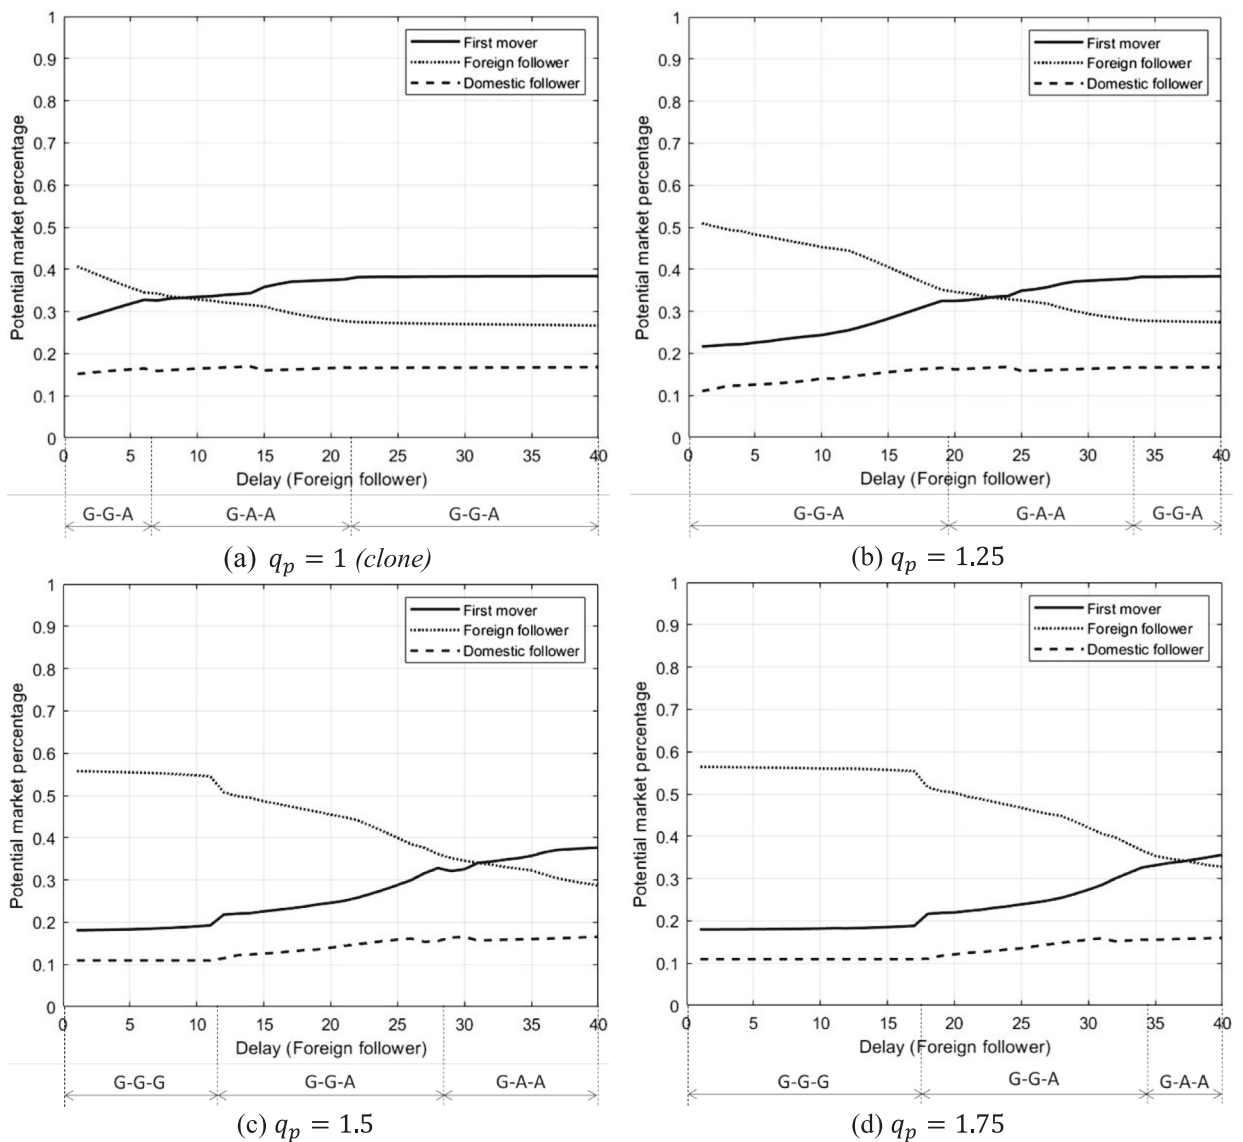 1
0.9
0.8
0.7
0.6
0.5
0.4
0.3
0.2
0.1
0
Potential market percentage
First mover
Foreign follower
Domestic follower
0 5 10 15 20 25 30 35 40
Delay (Foreign follower)
G-G-A G-A-A G-G-A
(a) q_p = 1 (clone)
1
0.9
0.8
0.7
0.6
0.5
0.4
0.3
0.2
0.1
0
Potential market percentage
First mover
Foreign follower
Domestic follower
0 5 10 15 20 25 30 35 40
Delay (Foreign follower)
G-G-A G-A-A G-G-A
(b) q_p = 1.25
1
0.9
0.8
0.7
0.6
0.5
0.4
0.3
0.2
0.1
0
Potential market percentage
First mover
Foreign follower
Domestic follower
0 5 10 15 20 25 30 35 40
Delay (Foreign follower)
G-G-G G-G-A G-A-A
(c) q_p = 1.5
1
0.9
0.8
0.7
0.6
0.5
0.4
0.3
0.2
0.1
0
Potential market percentage
First mover
Foreign follower
Domestic follower
0 5 10 15 20 25 30 35 40
Delay (Foreign follower)
G-G-G G-G-A G-A-A
(d) q_p = 1.75